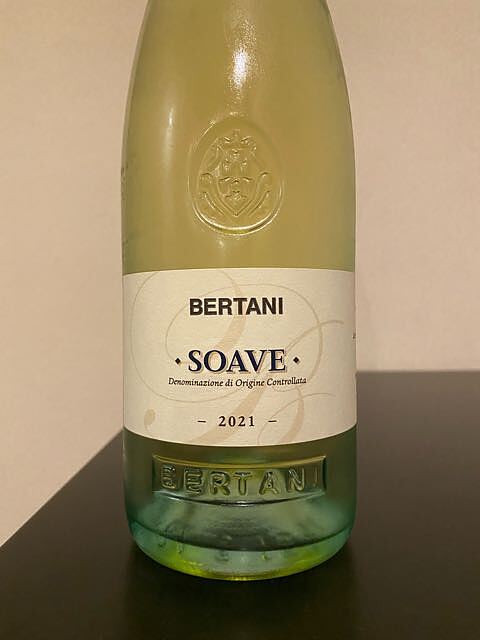 BERTANI
· SOAVE ·
Denominazione di Origine Controllata
– 2021 –
BERTANI